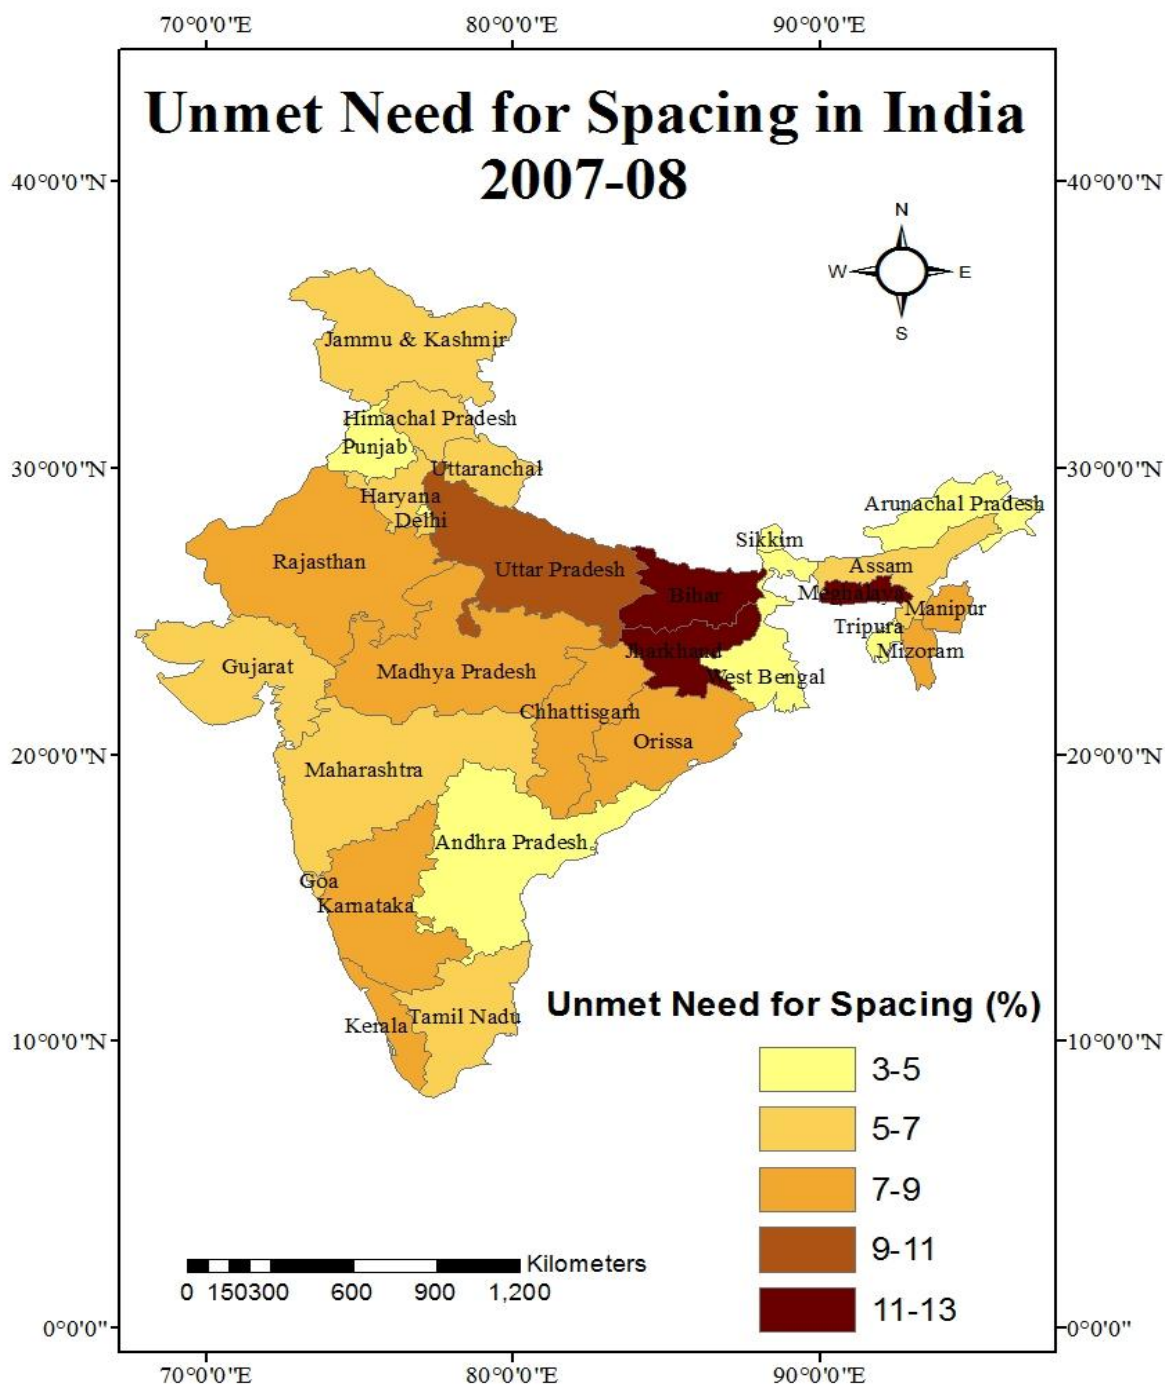 70°0'0"E 80°0'0"E 90°0'0"E
Unmet Need for Spacing in India
2007-08
40°0'0"N 40°0'0"N
N
W E
S
Jammu & Kashmir
Himachal Pradesh
Punjab
30°0'0"N Uttaranchal 30°0'0"N
Haryana Arunachal Pradesh
Delhi
Sikkim
Rajasthan Uttar Pradesh Assam
Bihar Meghalaya
Manipur
Tripura
Jharkhand Mizoram
Gujarat Madhya Pradesh West Bengal
Chhattisgarh
Orissa
20°0'0"N 20°0'0"N
Maharashtra
Andhra Pradesh
Goa
Karnataka
Unmet Need for Spacing (%)
Kerala Tamil Nadu
10°0'0"N 10°0'0"N
3-5
5-7
7-9
9-11
Kilometers
0 150 300 600 900 1,200
11-13
0°0'0" 0°0'0"
70°0'0"E 80°0'0"E 90°0'0"E